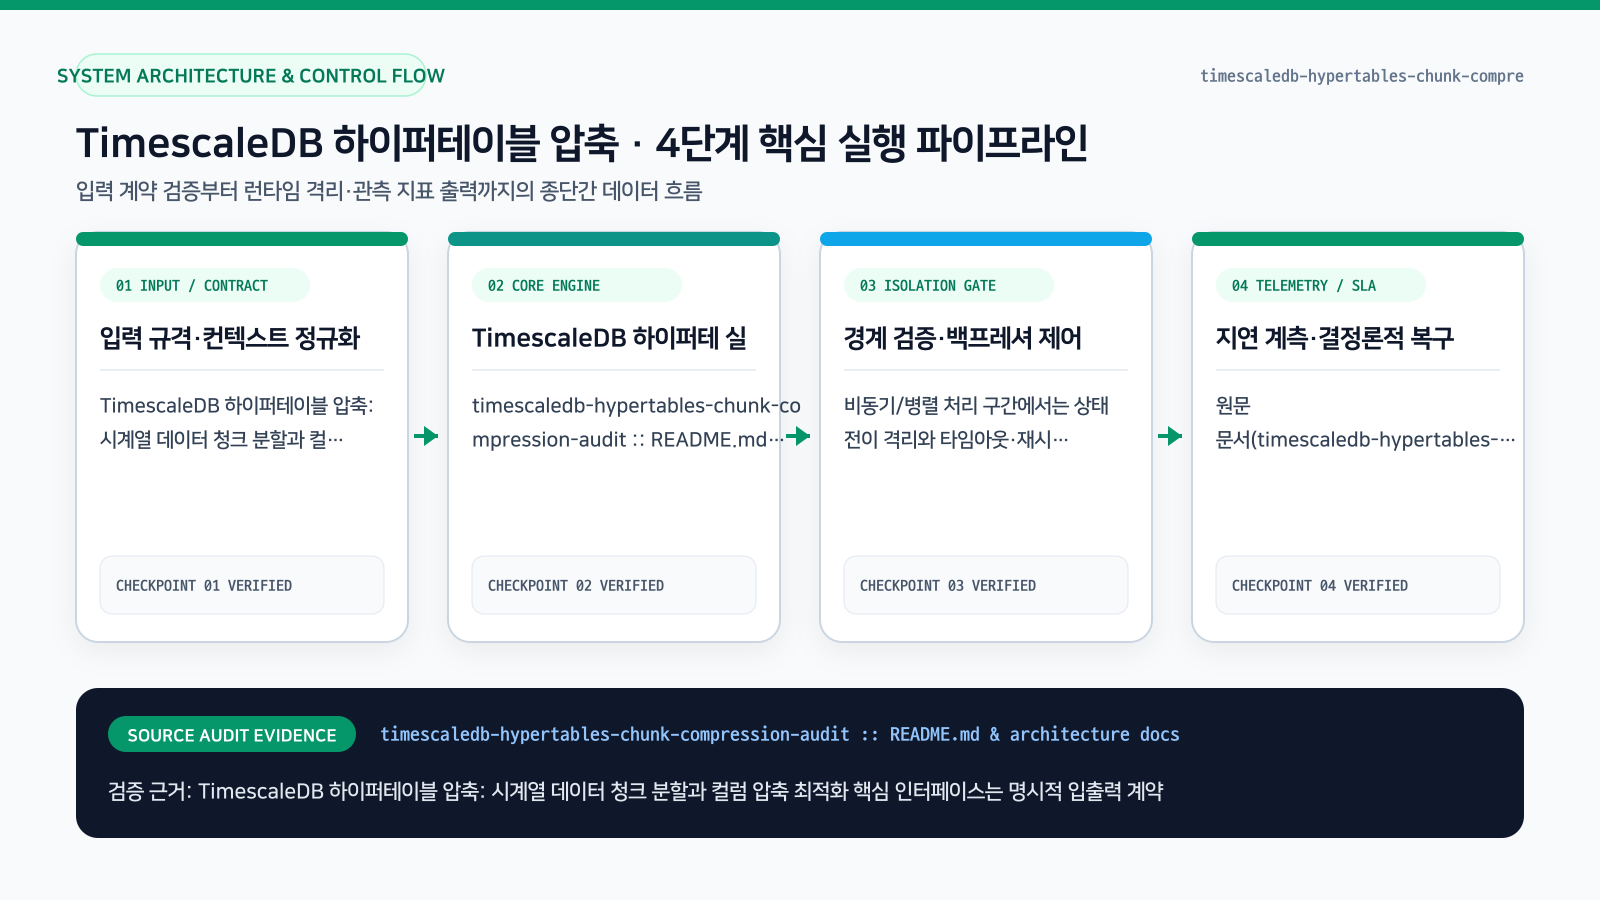 SYSTEM ARCHITECTURE & CONTROL FLOW
timescaledb-hypertables-chunk-compre
TimescaleDB 하이퍼테이블 압축 · 4단계 핵심 실행 파이프라인
입력 계약 검증부터 런타임 격리·관측 지표 출력까지의 종단간 데이터 흐름
01 INPUT / CONTRACT
입력 규격·컨텍스트 정규화
TimescaleDB 하이퍼테이블 압축:
시계열 데이터 청크 분할과 컬…
CHECKPOINT 01 VERIFIED
02 CORE ENGINE
TimescaleDB 하이퍼테 실
timescaledb-hypertables-chunk-co
mpression-audit :: README.md…
CHECKPOINT 02 VERIFIED
03 ISOLATION GATE
경계 검증·백프레셔 제어
비동기/병렬 처리 구간에서는 상태
전이 격리와 타임아웃·재시…
CHECKPOINT 03 VERIFIED
04 TELEMETRY / SLA
지연 계측·결정론적 복구
원문
문서(timescaledb-hypertables-…
CHECKPOINT 04 VERIFIED
SOURCE AUDIT EVIDENCE
timescaledb-hypertables-chunk-compression-audit :: README.md & architecture docs
검증 근거: TimescaleDB 하이퍼테이블 압축: 시계열 데이터 청크 분할과 컬럼 압축 최적화 핵심 인터페이스는 명시적 입출력 계약